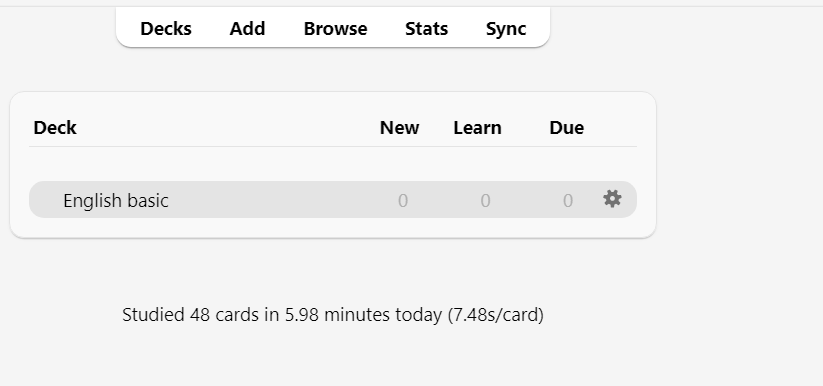 Decks Add Browse Stats Sync
Deck New Learn Due
English basic 0 0 0
Studied 48 cards in 5.98 minutes today (7.48s/card)